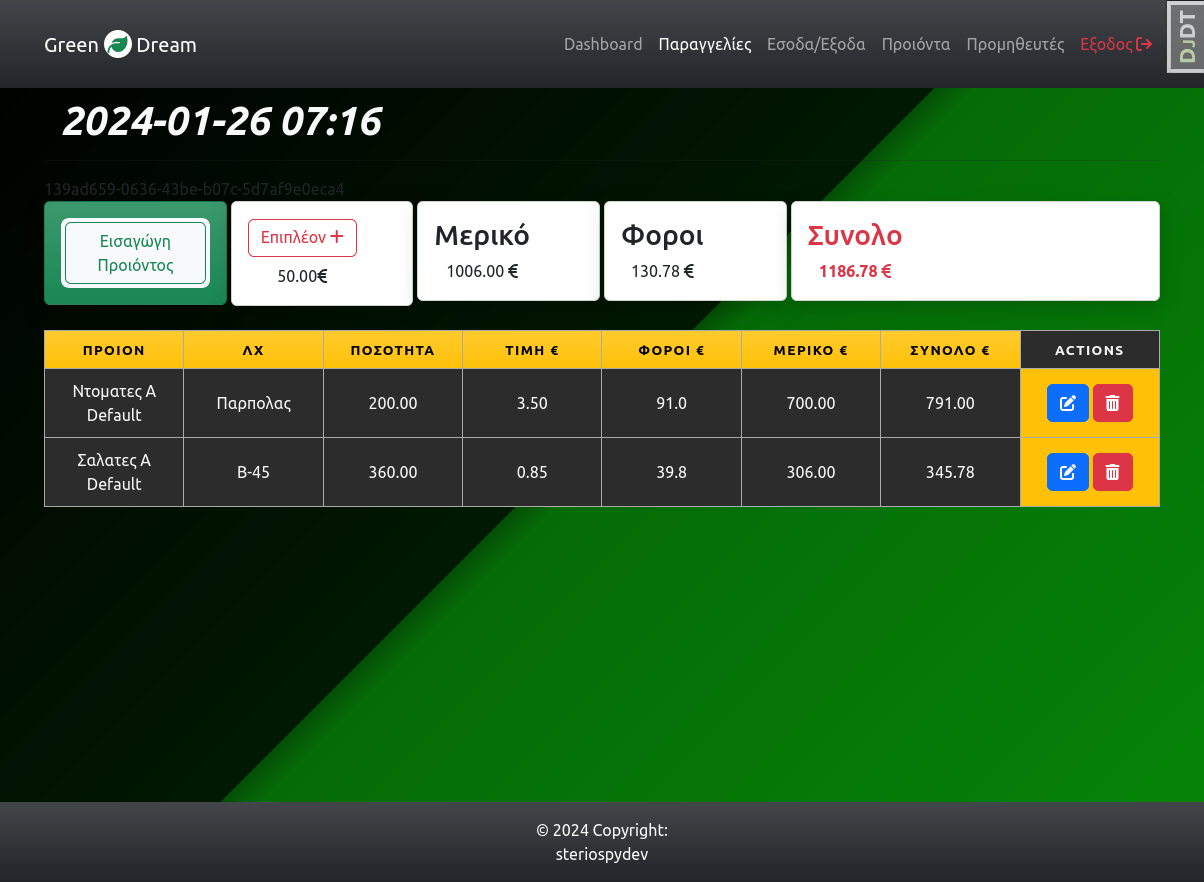 Green Dream
Dashboard Παραγγελίες Εσοδα/Εξοδα Προιόντα Προμηθευτές Εξοδος
DJDT
2024-01-26 07:16
139ad659-0636-43be-b07c-5d7af9e0eca4
Εισαγώγη
Προιόντος
Επιπλέον +
50.00€
Μερικό
1006.00 €
Φοροι
130.78 €
Συνολο
1186.78 €
ΠΡΟΙΟΝ ΛΧ ΠΟΣΟΤΗΤΑ ΤΙΜΗ € ΦΟΡΟΙ € ΜΕΡΙΚΟ € ΣΥΝΟΛΟ € ACTIONS
Ντοματες Α
Default
Παρπολας 200.00 3.50 91.0 700.00 791.00
Σαλατες Α
Default
Β-45 360.00 0.85 39.8 306.00 345.78
© 2024 Copyright:
steriospydev